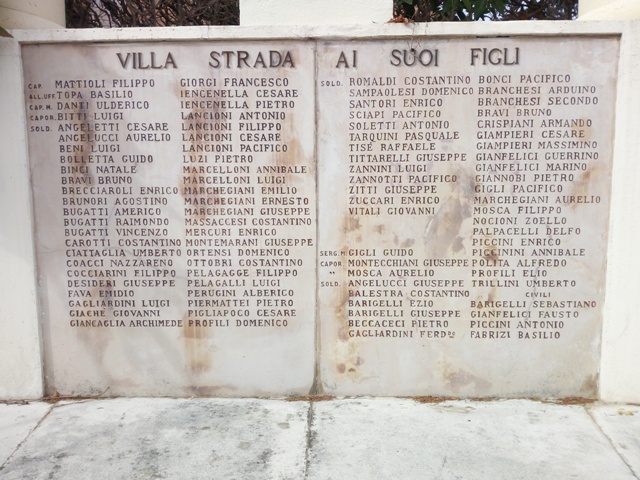 VILLA STRADA AI SUOI FIGLI
CAP. MATTIOLI FILIPPO
ALL.UFF. TOPA BASILIO
CAP. M. DANTI ULDERICO
CAPOR. BITTI LUIGI
SOLD. ANGELETTI CESARE
ANGELUCCI AURELIO
BENI LUIGI
BOLLETTA GUIDO
BINCI NATALE
BRAVI BRUNO
BRECCIAROLI ENRICO
BRUNORI AGOSTINO
BUGATTI AMERICO
BUGATTI RAIMONDO
BUGATTI VINCENZO
CAROTTI COSTANTINO
CIATTAGLIA UMBERTO
COACCI NAZZARENO
COCCIARINI FILIPPO
DESIDERI GIUSEPPE
FAVA EMIDIO
GAGLIARDINI LUIGI
GIACHÉ GIOVANNI
GIANCAGLIA ARCHIMEDE
GIORGI FRANCESCO
IENCENELLA CESARE
IENCENELLA PIETRO
LANCIONI ANTONIO
LANCIONI FILIPPO
LANCIONI CESARE
LANCIONI PACIFICO
LUZI PIETRO
MARCELLONI ANNIBALE
MARCELLONI LUIGI
MARCHEGIANI EMILIO
MARCHEGIANI ERNESTO
MARCHEGIANI GIUSEPPE
MASSACCESI COSTANTINO
MERCURI ENRICO
MONTEMARANI GIUSEPPE
ORTENSI DOMENICO
OTTOBRI COSTANTINO
PELAGAGGE FILIPPO
PELAGALLI LUIGI
PERUGINI ALBERICO
PIERMATTEI PIETRO
PIGLIAPOCO CESARE
PROFILI DOMENICO
SOLD. ROMALDI COSTANTINO
SAMPAOLESI DOMENICO
SANTORI ENRICO
SCIAPI PACIFICO
SOLETTI ANTONIO
TARQUINI PASQUALE
TISÉ RAFFAELE
TITTARELLI GIUSEPPE
ZANNINI LUIGI
ZANNOTTI PACIFICO
ZITTI GIUSEPPE
ZUCCARI ENRICO
VITALI GIOVANNI
SERG. M. GIGLI GUIDO
CAPOR. MONTECCHIANI GIUSEPPE
" MOSCA AURELIO
SOLD. ANGELUCCI GIUSEPPE
BALESTRA COSTANTINO
BARIGELLI EZIO
BARIGELLI GIUSEPPE
BECCACECI PIETRO
GAGLIARDINI FERD.DO
BONCI PACIFICO
BRANCHESI ARDUINO
BRANCHESI SECONDO
BRAVI BRUNO
CRISPIANI ARMANDO
GIAMPIERI CESARE
GIAMPIERI MASSIMINO
GIANFELICI GUERRINO
GIANFELICI MARINO
GIANNOBI PIETRO
GIGLI PACIFICO
MARCHEGIANI AURELIO
MOSCA FILIPPO
NOCIONI ZOELLO
PALPACELLI DELFO
PICCINI ENRICO
PICCININI ANNIBALE
POLITA ALFREDO
PROFILI ELIO
TRILLINI UMBERTO
CIVILI
BARIGELLI SEBASTIANO
GIANFELICI FAUSTO
PICCINI ANTONIO
FABRIZI BASILIO